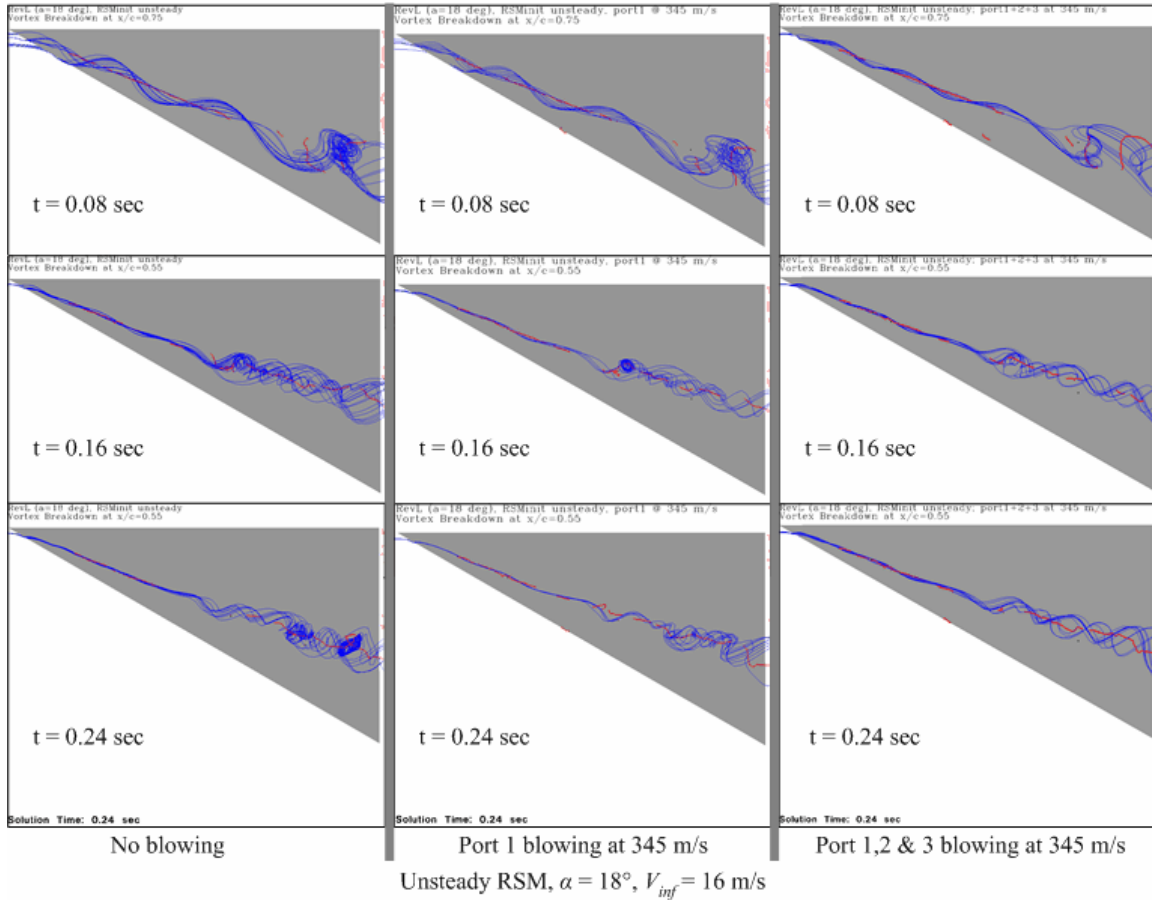 RevL (a=18 deg), RSMinit unsteady
Vortex Breakdown at x/c=0.75
t = 0.08 sec
RevL (a=18 deg), RSMinit unsteady, port1 @ 345 m/s
Vortex Breakdown at x/c=0.75
t = 0.08 sec
RevL (a=18 deg), RSMinit unsteady, port1+2+3 at 345 m/s
Vortex Breakdown at x/c=0.75
t = 0.08 sec
RevL (a=18 deg), RSMinit unsteady
Vortex Breakdown at x/c=0.55
t = 0.16 sec
RevL (a=18 deg), RSMinit unsteady, port1 @ 345 m/s
Vortex Breakdown at x/c=0.55
t = 0.16 sec
RevL (a=18 deg), RSMinit unsteady, port1+2+3 at 345 m/s
Vortex Breakdown at x/c=0.55
t = 0.16 sec
RevL (a=18 deg), RSMinit unsteady
Vortex Breakdown at x/c=0.55
t = 0.24 sec
Solution Time: 0.24 sec
RevL (a=18 deg), RSMinit unsteady, port1 @ 345 m/s
Vortex Breakdown at x/c=0.55
t = 0.24 sec
Solution Time: 0.24 sec
RevL (a=18 deg), RSMinit unsteady, port1+2+3 at 345 m/s
Vortex Breakdown at x/c=0.55
t = 0.24 sec
Solution Time: 0.24 sec
No blowing
Port 1 blowing at 345 m/s
Port 1,2 & 3 blowing at 345 m/s
Unsteady RSM, α = 18°, V_inf = 16 m/s